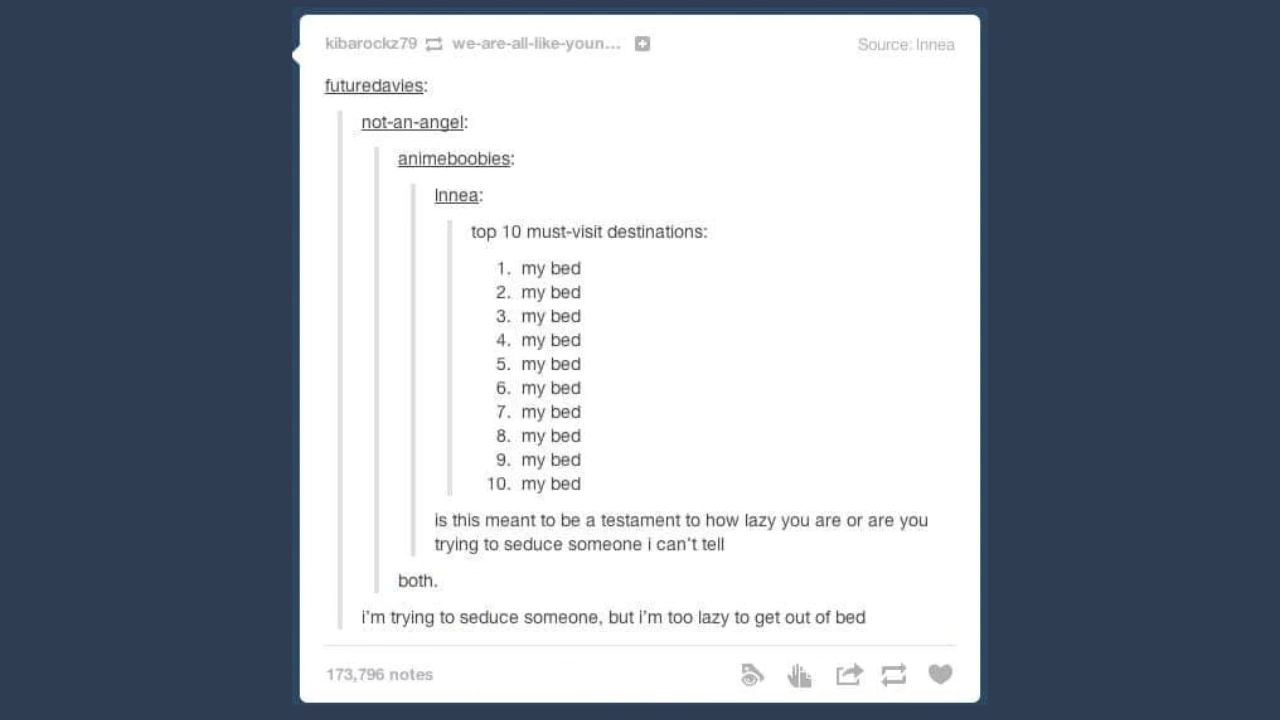 kibarockz79 we-are-all-like-youn... Source: lnnea
futuredavies:
not-an-angel:
animeboobies:
lnnea:
top 10 must-visit destinations:
1. my bed
2. my bed
3. my bed
4. my bed
5. my bed
6. my bed
7. my bed
8. my bed
9. my bed
10. my bed
is this meant to be a testament to how lazy you are or are you
trying to seduce someone i can't tell
both.
i'm trying to seduce someone, but i'm too lazy to get out of bed
173,796 notes